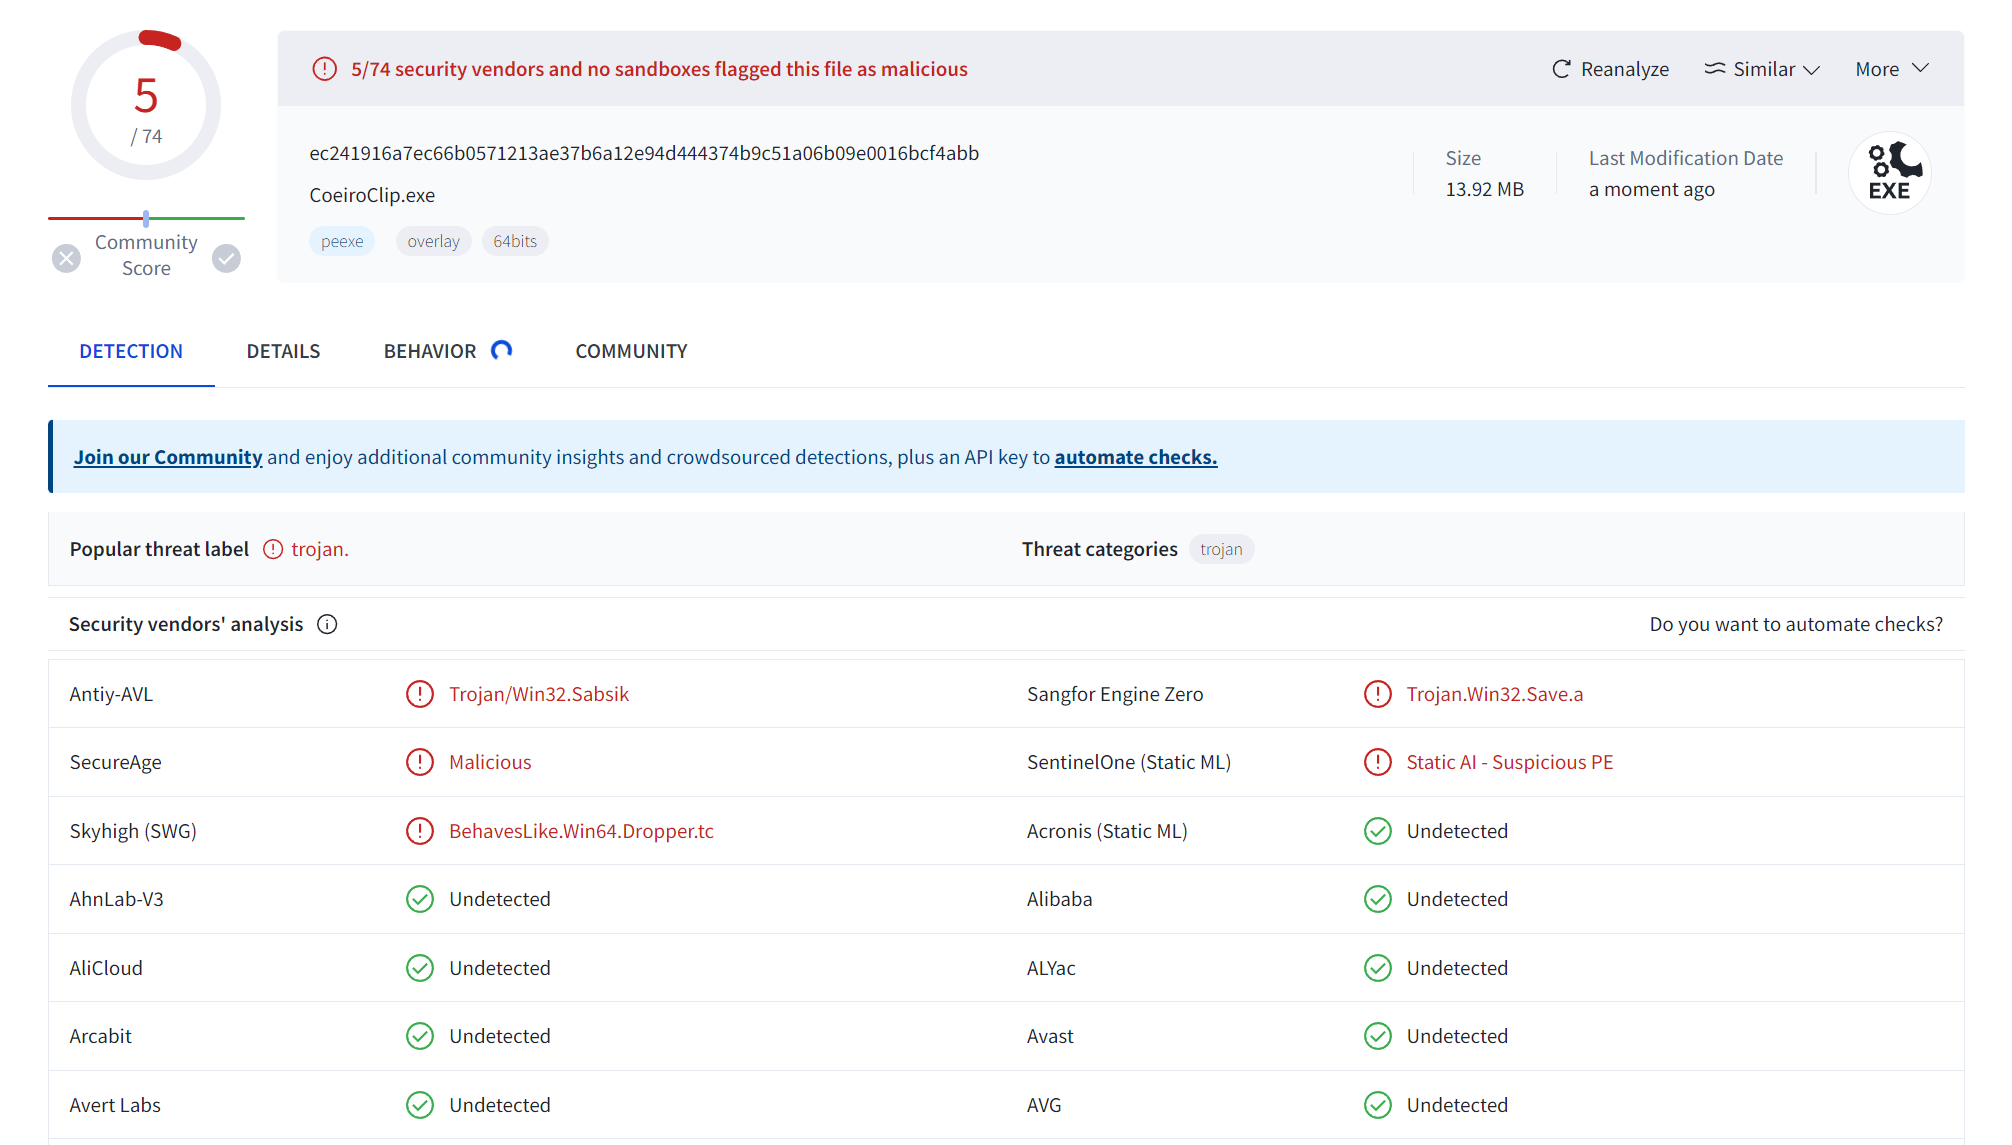 5
/ 74
Community
Score
5/74 security vendors and no sandboxes flagged this file as malicious
Reanalyze
Similar
More
ec241916a7ec66b0571213ae37b6a12e94d444374b9c51a06b09e0016bcf4abb
CoeiroClip.exe
peexe
overlay
64bits
Size
13.92 MB
Last Modification Date
a moment ago
EXE
DETECTION
DETAILS
BEHAVIOR
COMMUNITY
Join our Community and enjoy additional community insights and crowdsourced detections, plus an API key to automate checks.
Popular threat label trojan.
Threat categories trojan
Security vendors' analysis
Do you want to automate checks?
Antiy-AVL Trojan/Win32.Sabsik
Sangfor Engine Zero Trojan.Win32.Save.a
SecureAge Malicious
SentinelOne (Static ML) Static AI - Suspicious PE
Skyhigh (SWG) BehavesLike.Win64.Dropper.tc
Acronis (Static ML) Undetected
AhnLab-V3 Undetected
Alibaba Undetected
AliCloud Undetected
ALYac Undetected
Arcabit Undetected
Avast Undetected
Avert Labs Undetected
AVG Undetected